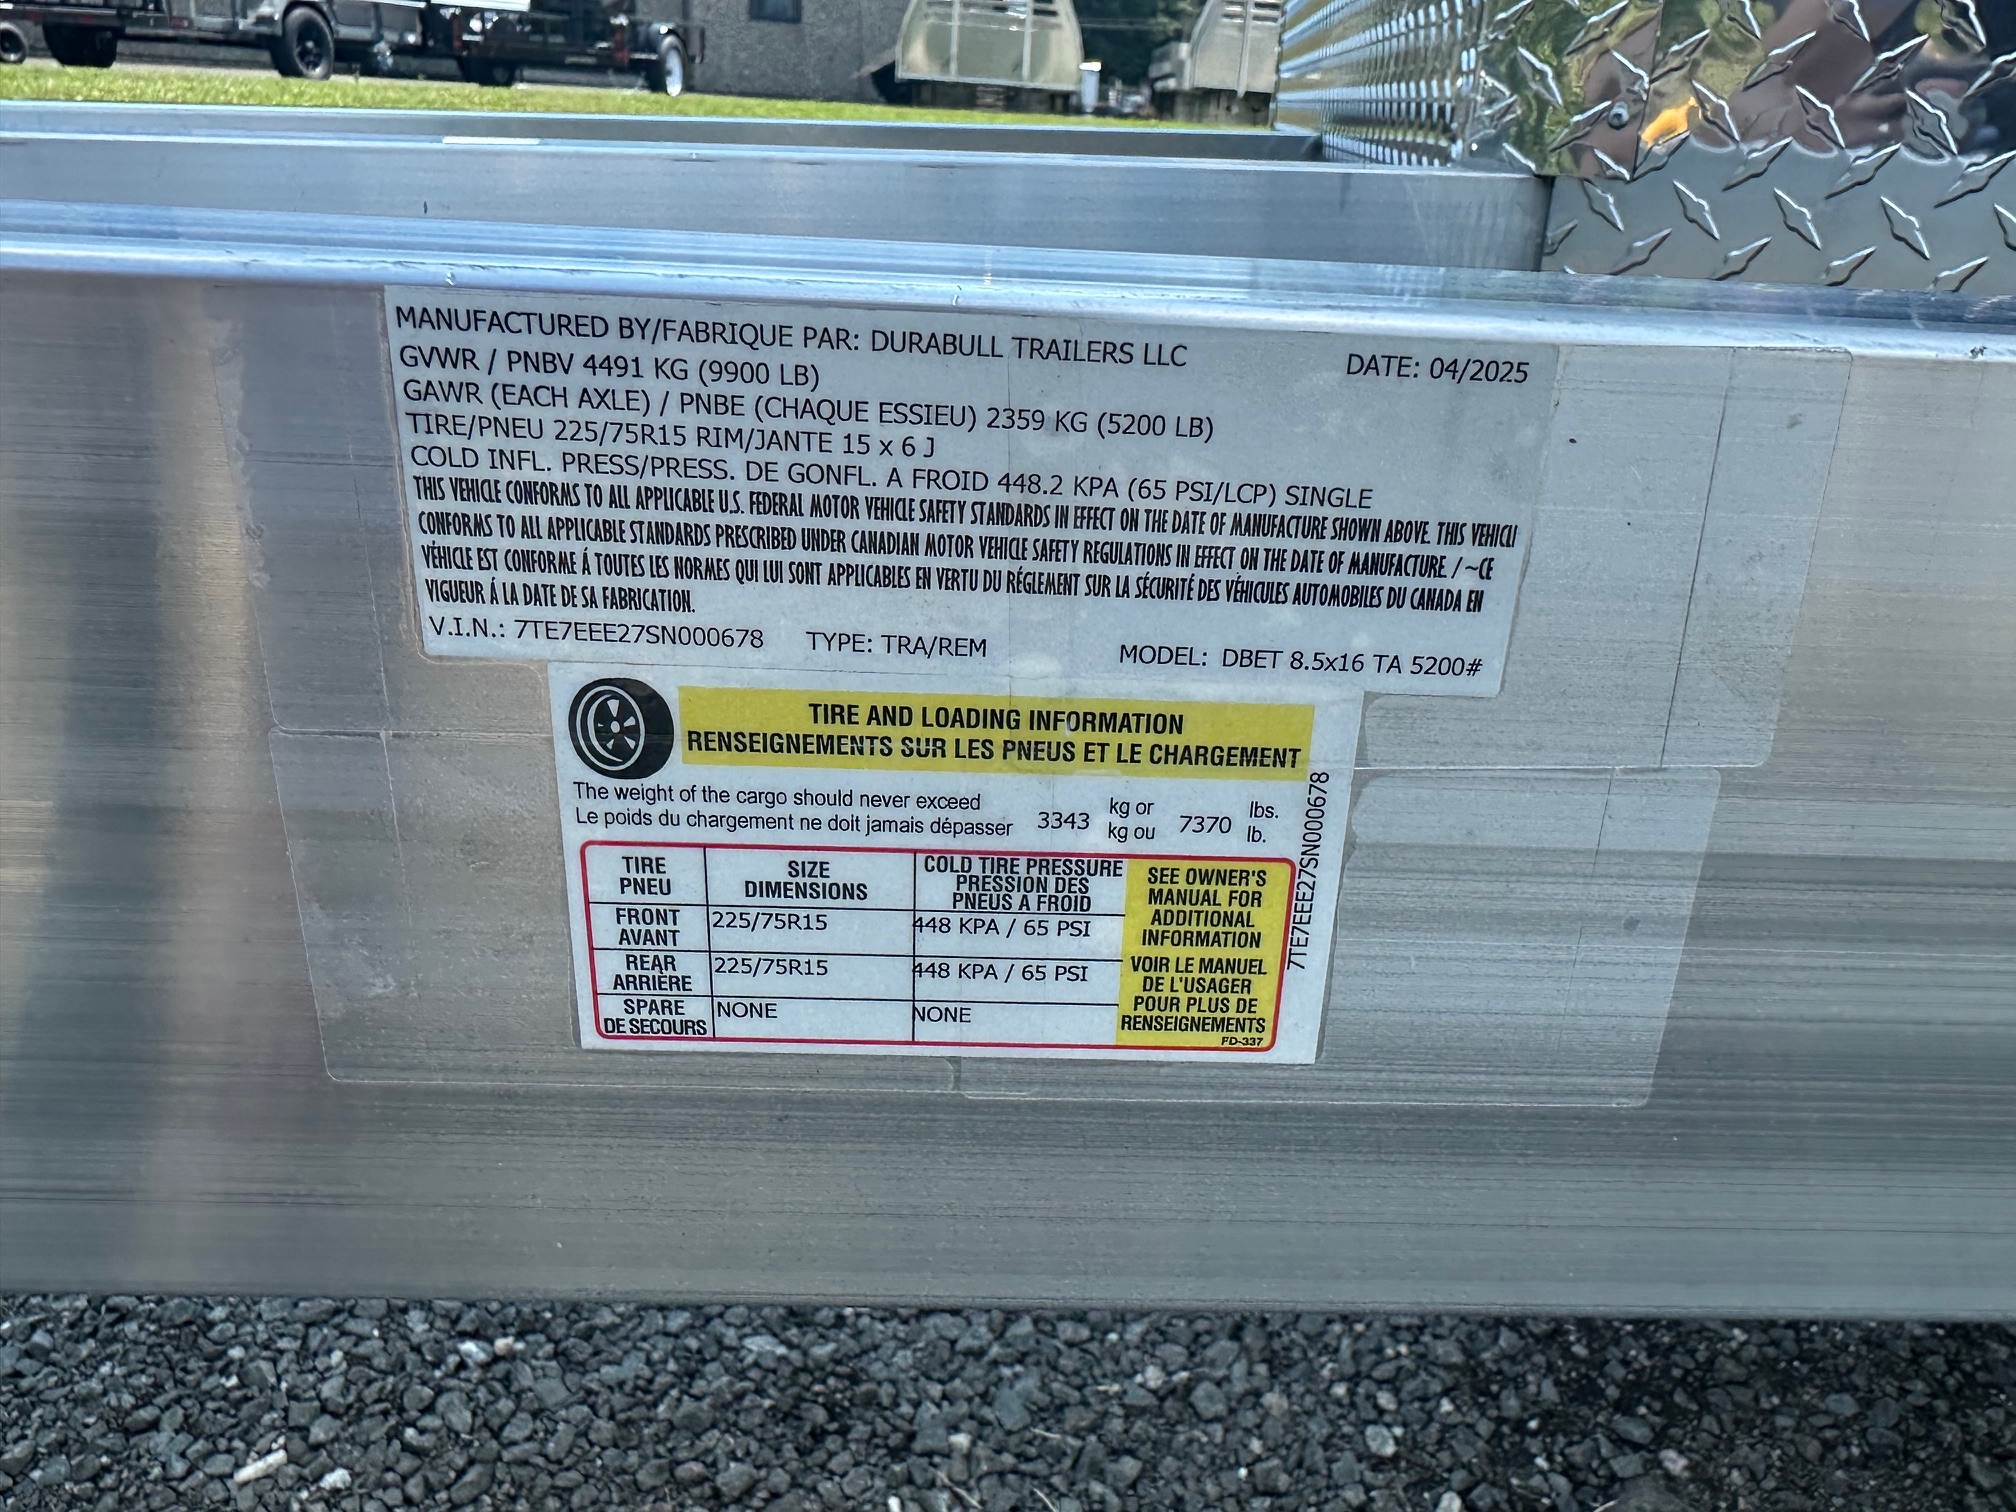 MANUFACTURED BY/FABRIQUE PAR: DURABULL TRAILERS LLC DATE: 04/2025
GVWR / PNBV 4491 KG (9900 LB)
GAWR (EACH AXLE) / PNBE (CHAQUE ESSIEU) 2359 KG (5200 LB)
TIRE/PNEU 225/75R15 RIM/JANTE 15 x 6 J
COLD INFL. PRESS/PRESS. DE GONFL. A FROID 448.2 KPA (65 PSI/LCP) SINGLE
THIS VEHICLE CONFORMS TO ALL APPLICABLE U.S. FEDERAL MOTOR VEHICLE SAFETY STANDARDS IN EFFECT ON THE DATE OF MANUFACTURE SHOWN ABOVE. THIS VEHICLI
CONFORMS TO ALL APPLICABLE STANDARDS PRESCRIBED UNDER CANADIAN MOTOR VEHICLE SAFETY REGULATIONS IN EFFECT ON THE DATE OF MANUFACTURE. / ~CE
VÉHICLE EST CONFORME Á TOUTES LES NORMES QUI LUI SONT APPLICABLES EN VERTU DU RÉGLEMENT SUR LA SÉCURITÉ DES VÉHICULES AUTOMOBILES DU CANADA EN
VIGUEUR Á LA DATE DE SA FABRICATION.
V.I.N.: 7TE7EEE27SN000678 TYPE: TRA/REM MODEL: DBET 8.5x16 TA 5200#
TIRE AND LOADING INFORMATION
RENSEIGNEMENTS SUR LES PNEUS ET LE CHARGEMENT
The weight of the cargo should never exceed 3343 kg or 7370 lbs.
Le poids du chargement ne doit jamais dépasser kg ou lb.
TIRE
PNEU
SIZE
DIMENSIONS
COLD TIRE PRESSURE
PRESSION DES
PNEUS A FROID
FRONT
AVANT
225/75R15
448 KPA / 65 PSI
REAR
ARRIÈRE
225/75R15
448 KPA / 65 PSI
SPARE
DE SECOURS
NONE
NONE
SEE OWNER'S
MANUAL FOR
ADDITIONAL
INFORMATION
VOIR LE MANUEL
DE L'USAGER
POUR PLUS DE
RENSEIGNEMENTS
FD-337
7TE7EEE27SN000678